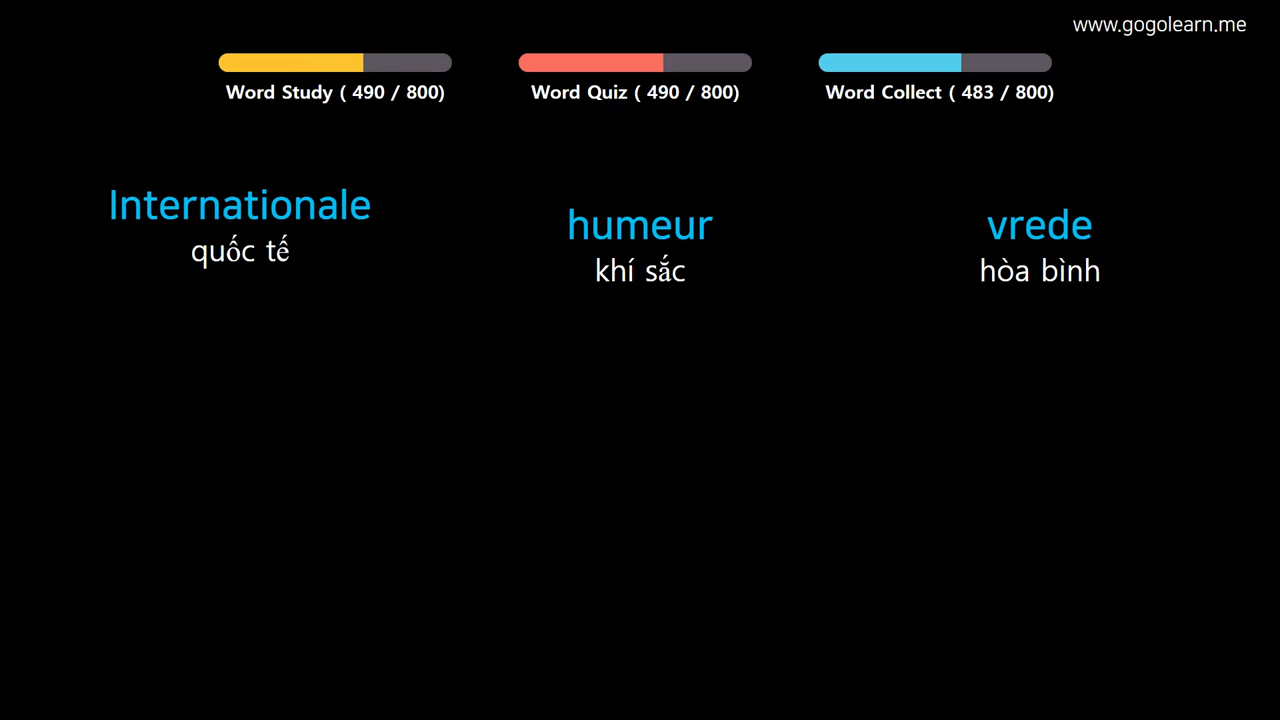 www.gogolearn.me
Word Study ( 490 / 800)
Word Quiz ( 490 / 800)
Word Collect ( 483 / 800)
Internationale
quốc tế
humeur
khí sắc
vrede
hòa bình